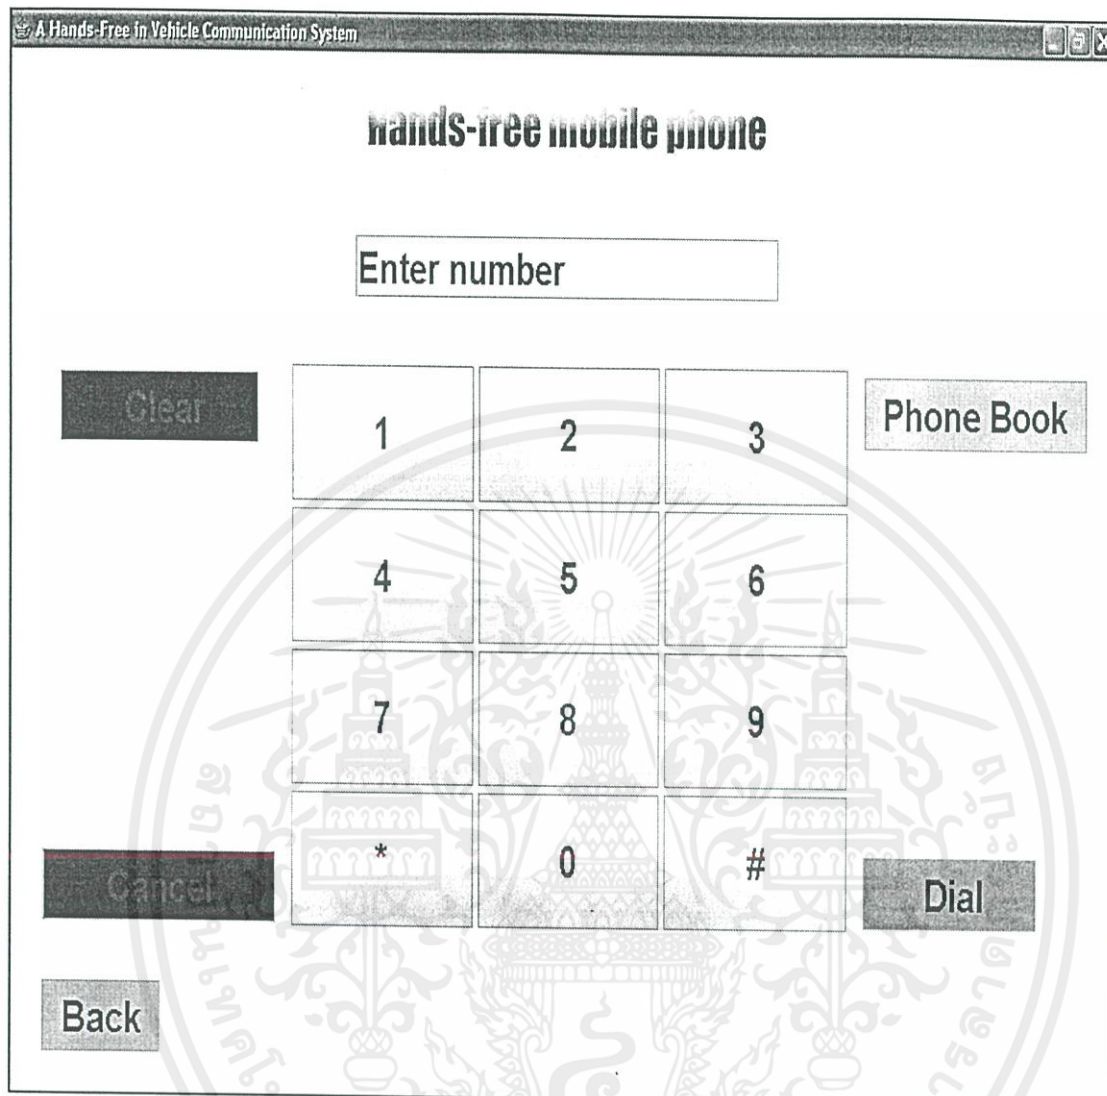 A Hands-Free in Vehicle Communication System
Hands-free mobile phone
Enter number
Clear
1 2 3
Phone Book
4 5 6
7 8 9
Cancel
* 0 #
Dial
Back